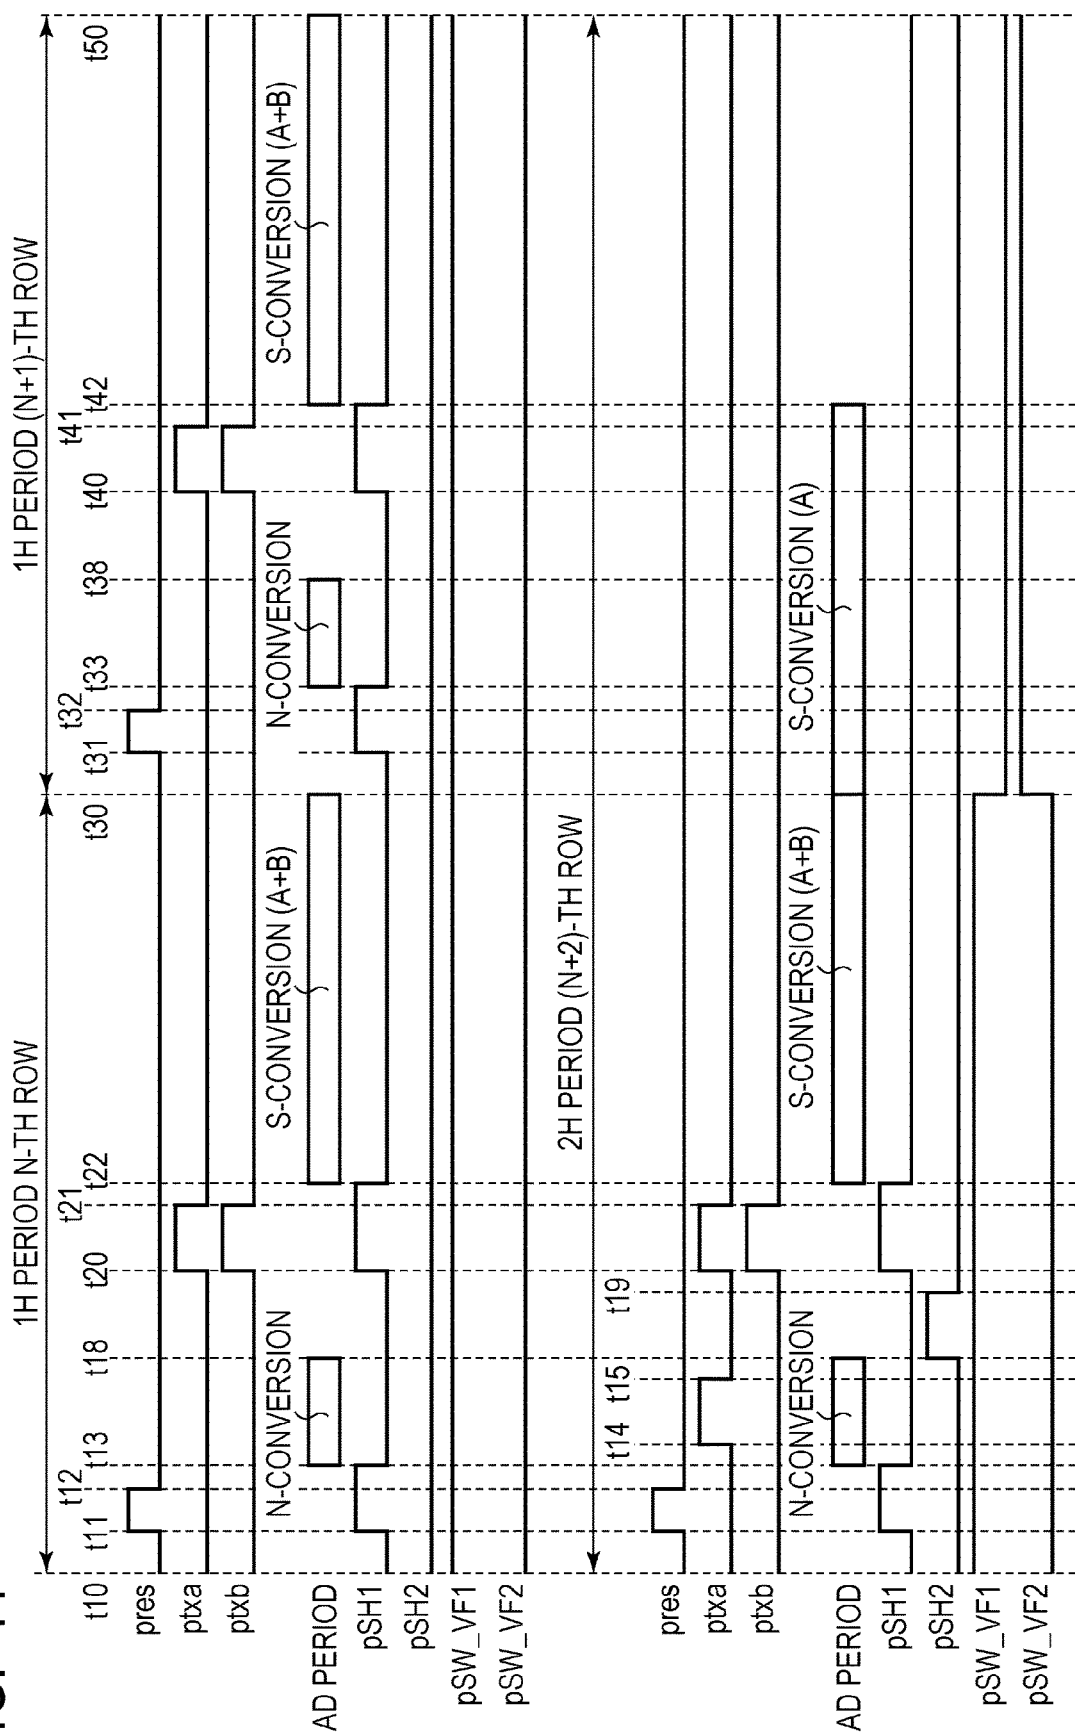 1H PERIOD N-TH ROW
1H PERIOD (N+1)-TH ROW
t10
t11
t12
t13
t18
t20
t21
t22
t30
t31
t32
t33
t38
t40
t41
t42
t50
pres
ptxa
ptxb
N-CONVERSION
S-CONVERSION (A+B)
N-CONVERSION
S-CONVERSION (A+B)
AD PERIOD
pSH1
pSH2
pSW_VF1
pSW_VF2
2H PERIOD (N+2)-TH ROW
t14
t15
t19
pres
ptxa
ptxb
N-CONVERSION
S-CONVERSION (A+B)
S-CONVERSION (A)
AD PERIOD
pSH1
pSH2
pSW_VF1
pSW_VF2